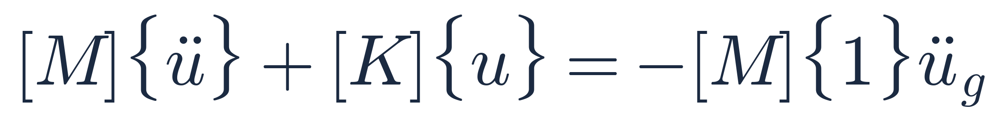 [M]{ü} + [K]{u} = −[M]{1}ü_g